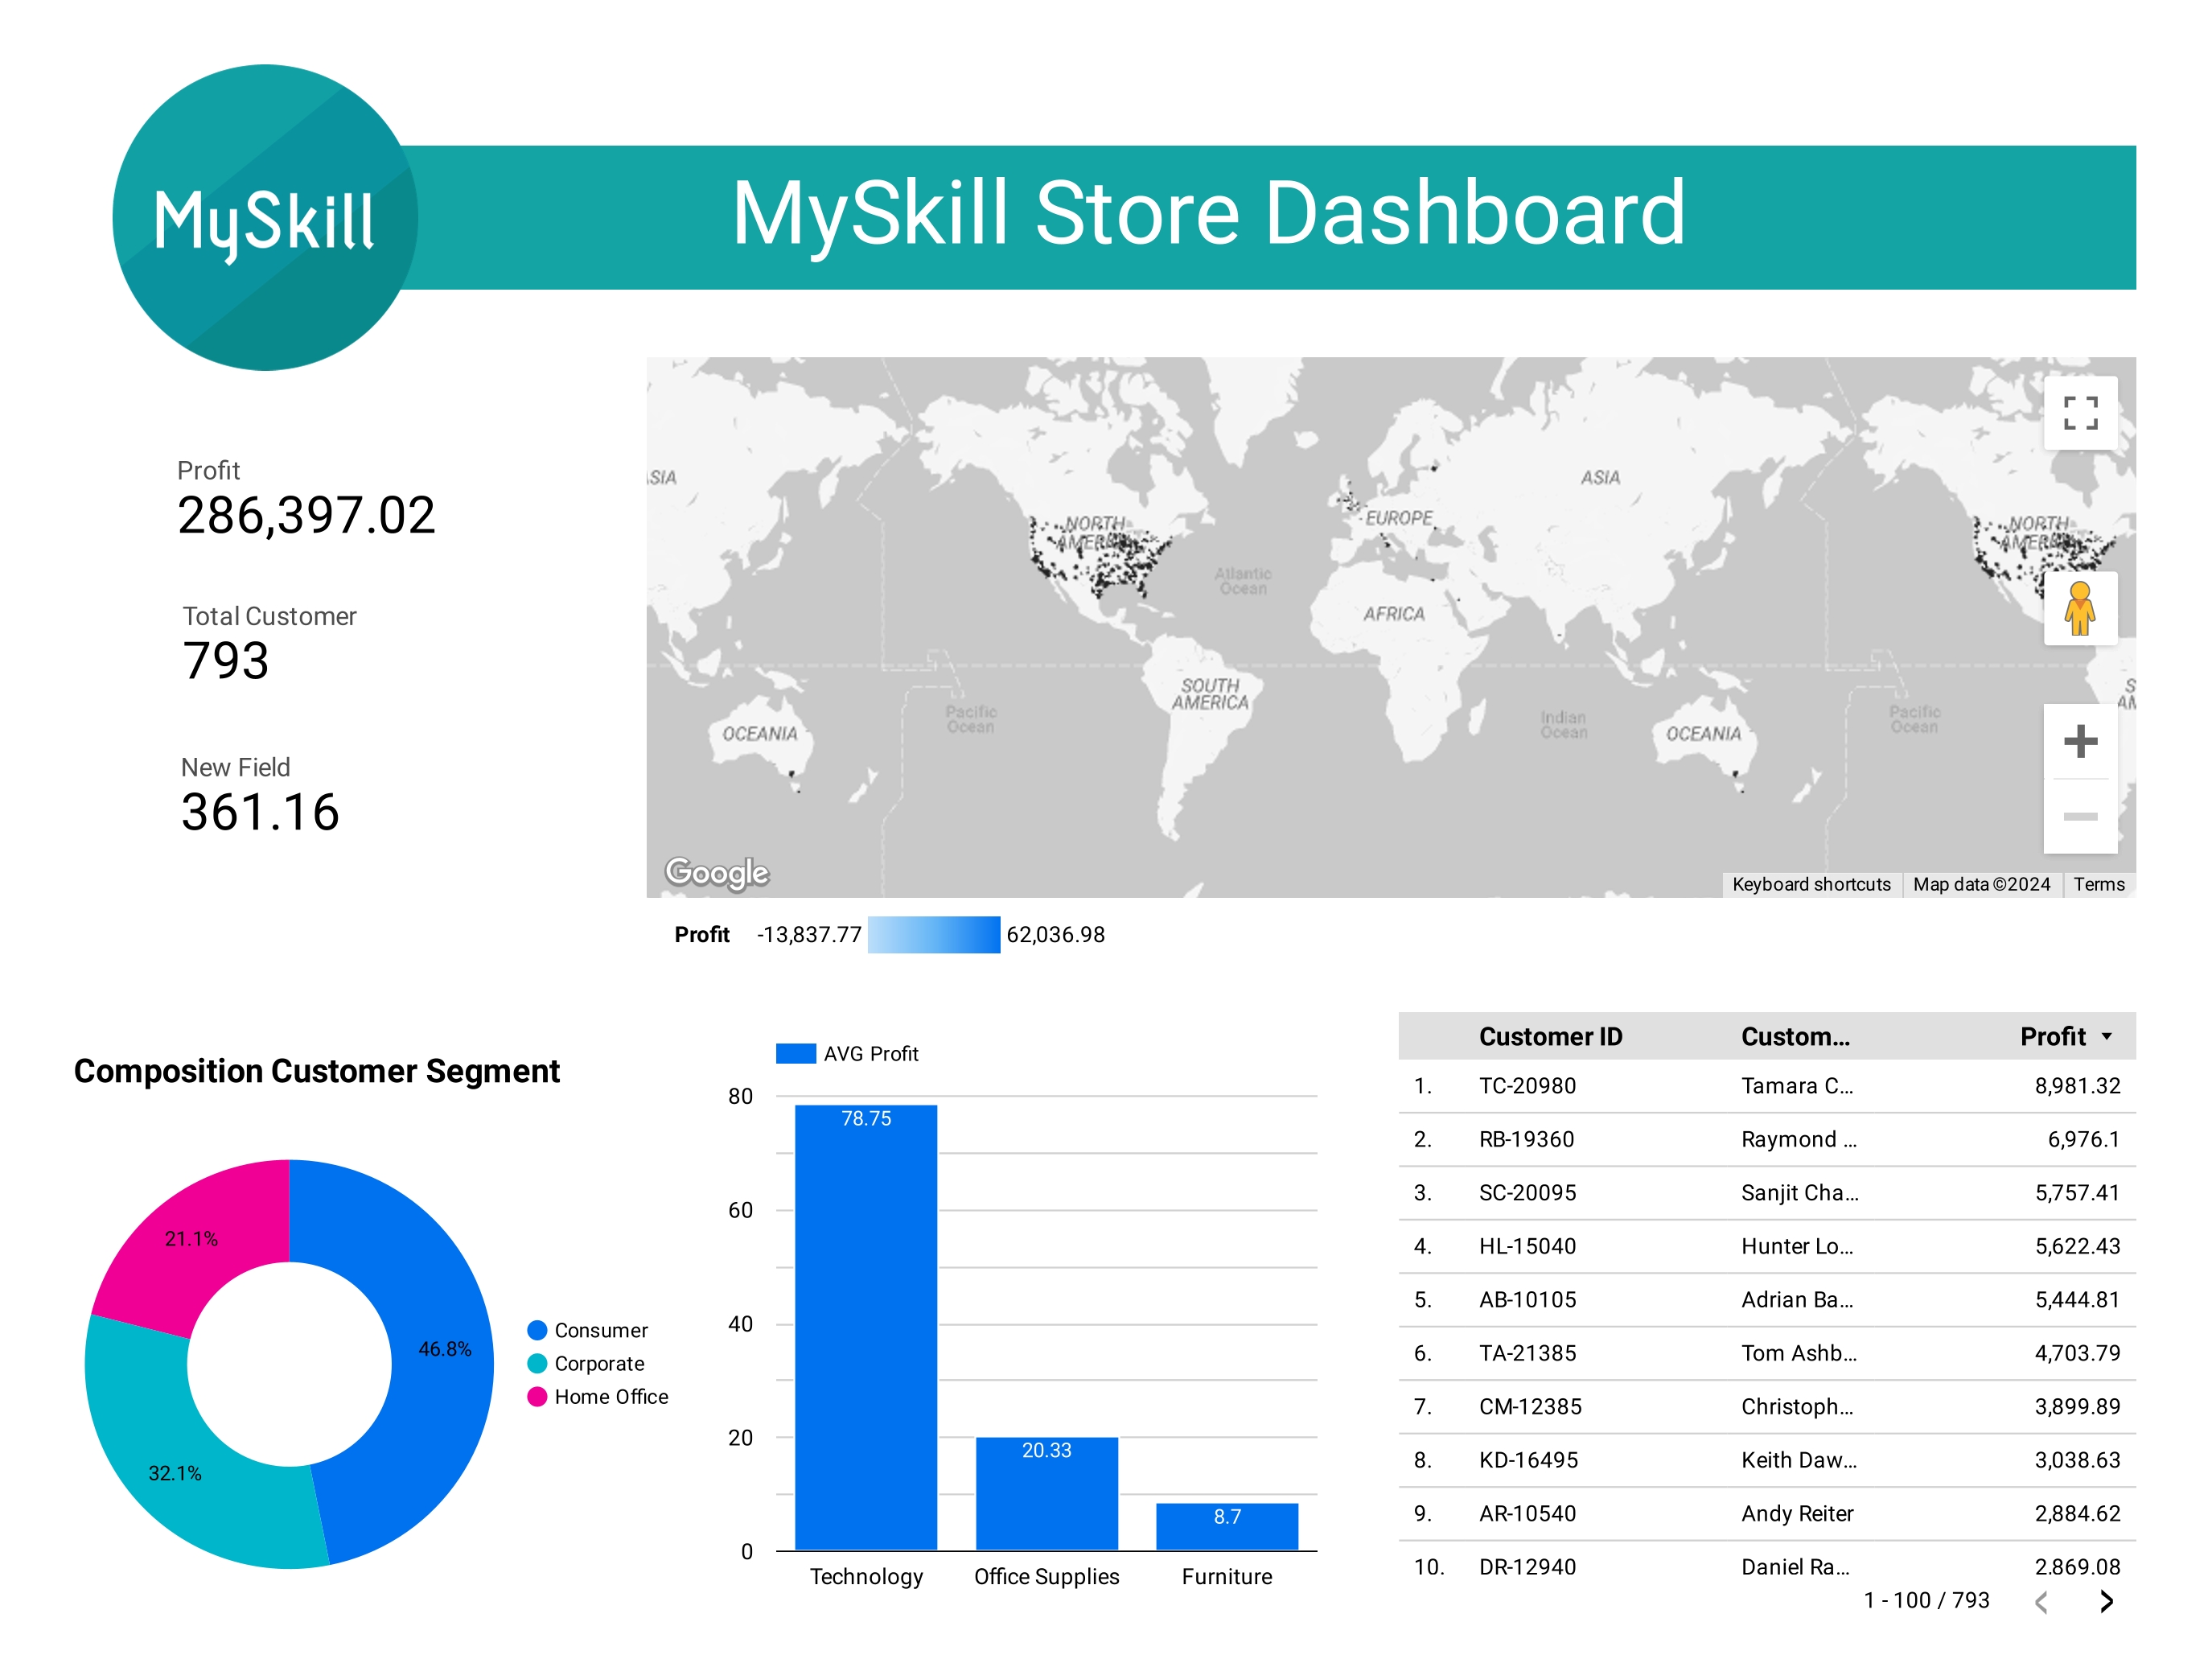 MySkill
MySkill Store Dashboard
Profit
286,397.02
Total Customer
793
New Field
361.16
ASIA
NORTH
AMERICA
EUROPE
ASIA
NORTH
AMERICA
Atlantic
Ocean
AFRICA
SOUTH
AMERICA
OCEANIA
Pacific
Ocean
Indian
Ocean
OCEANIA
Pacific
Ocean
S
AM
Google
Keyboard shortcuts
Map data ©2024
Terms
Profit -13,837.77 62,036.98
Composition Customer Segment
21.1%
46.8%
32.1%
Consumer
Corporate
Home Office
AVG Profit
80
60
40
20
0
78.75
20.33
8.7
Technology
Office Supplies
Furniture
Customer ID Custom... Profit
1. TC-20980 Tamara C... 8,981.32
2. RB-19360 Raymond ... 6,976.1
3. SC-20095 Sanjit Cha... 5,757.41
4. HL-15040 Hunter Lo... 5,622.43
5. AB-10105 Adrian Ba... 5,444.81
6. TA-21385 Tom Ashb... 4,703.79
7. CM-12385 Christoph... 3,899.89
8. KD-16495 Keith Daw... 3,038.63
9. AR-10540 Andy Reiter 2,884.62
10. DR-12940 Daniel Ra... 2.869.08
1 - 100 / 793